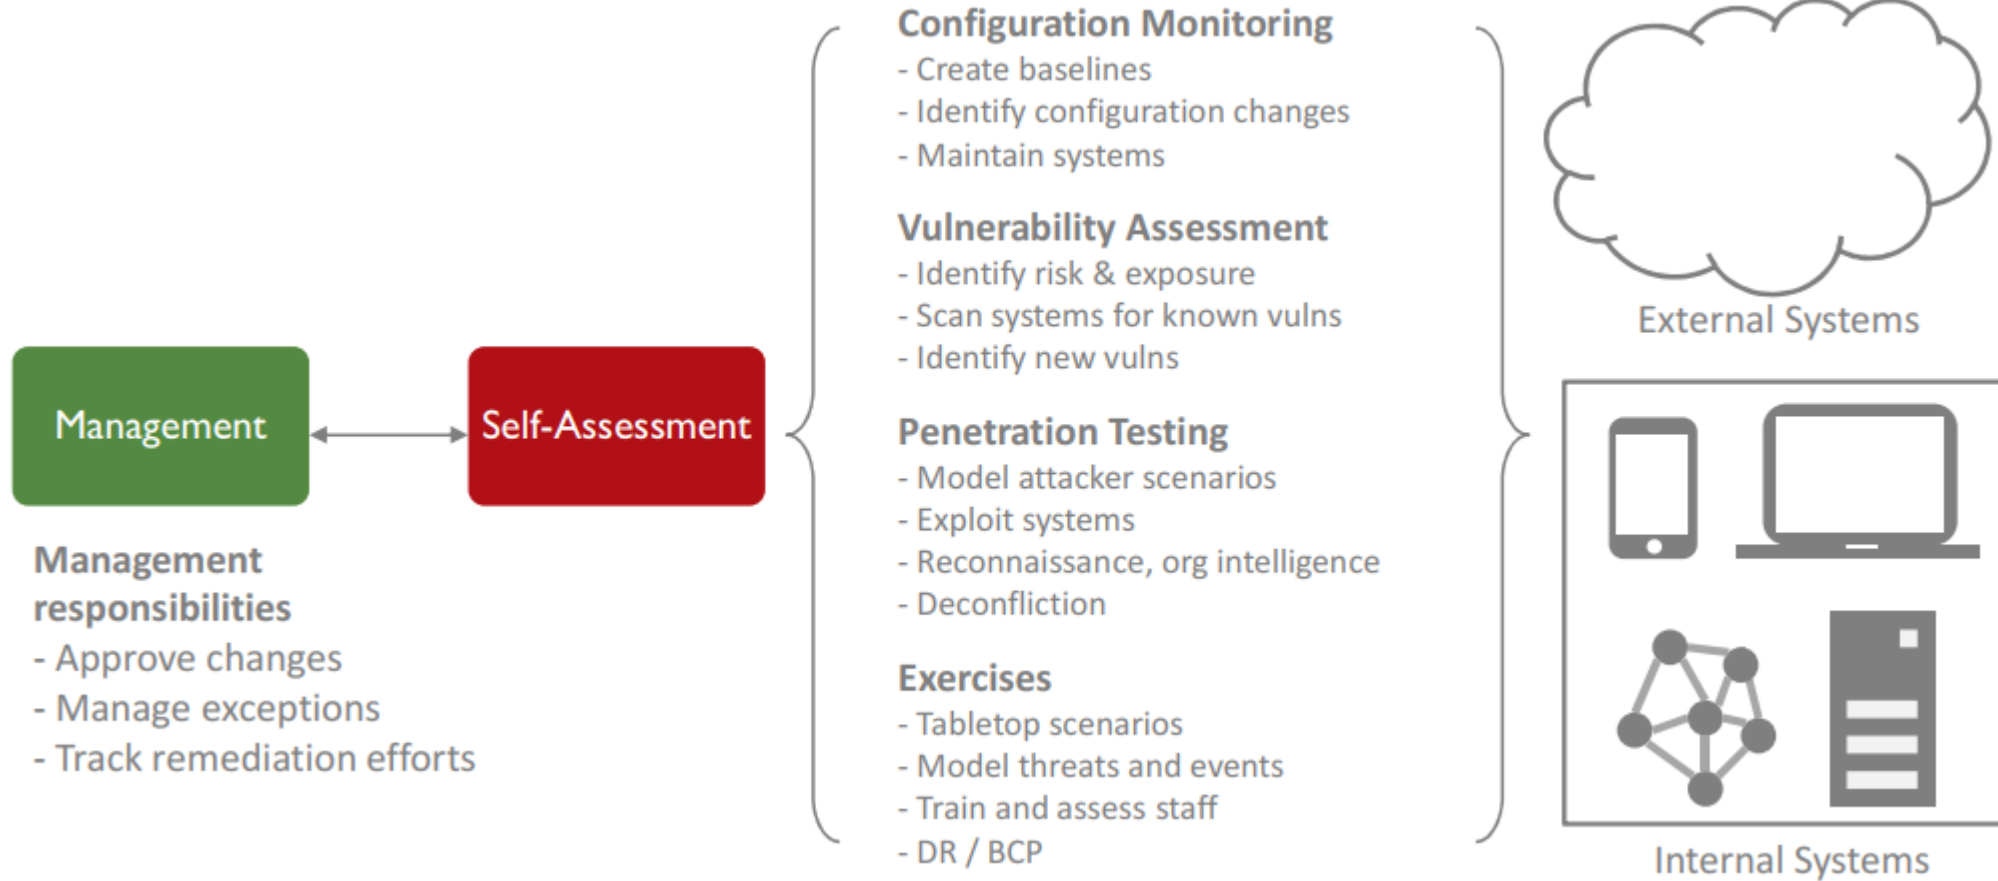 Management
Management
responsibilities
- Approve changes
- Manage exceptions
- Track remediation efforts
Self-Assessment
Configuration Monitoring
- Create baselines
- Identify configuration changes
- Maintain systems
Vulnerability Assessment
- Identify risk & exposure
- Scan systems for known vulns
- Identify new vulns
Penetration Testing
- Model attacker scenarios
- Exploit systems
- Reconnaissance, org intelligence
- Deconfliction
Exercises
- Tabletop scenarios
- Model threats and events
- Train and assess staff
- DR / BCP
External Systems
Internal Systems